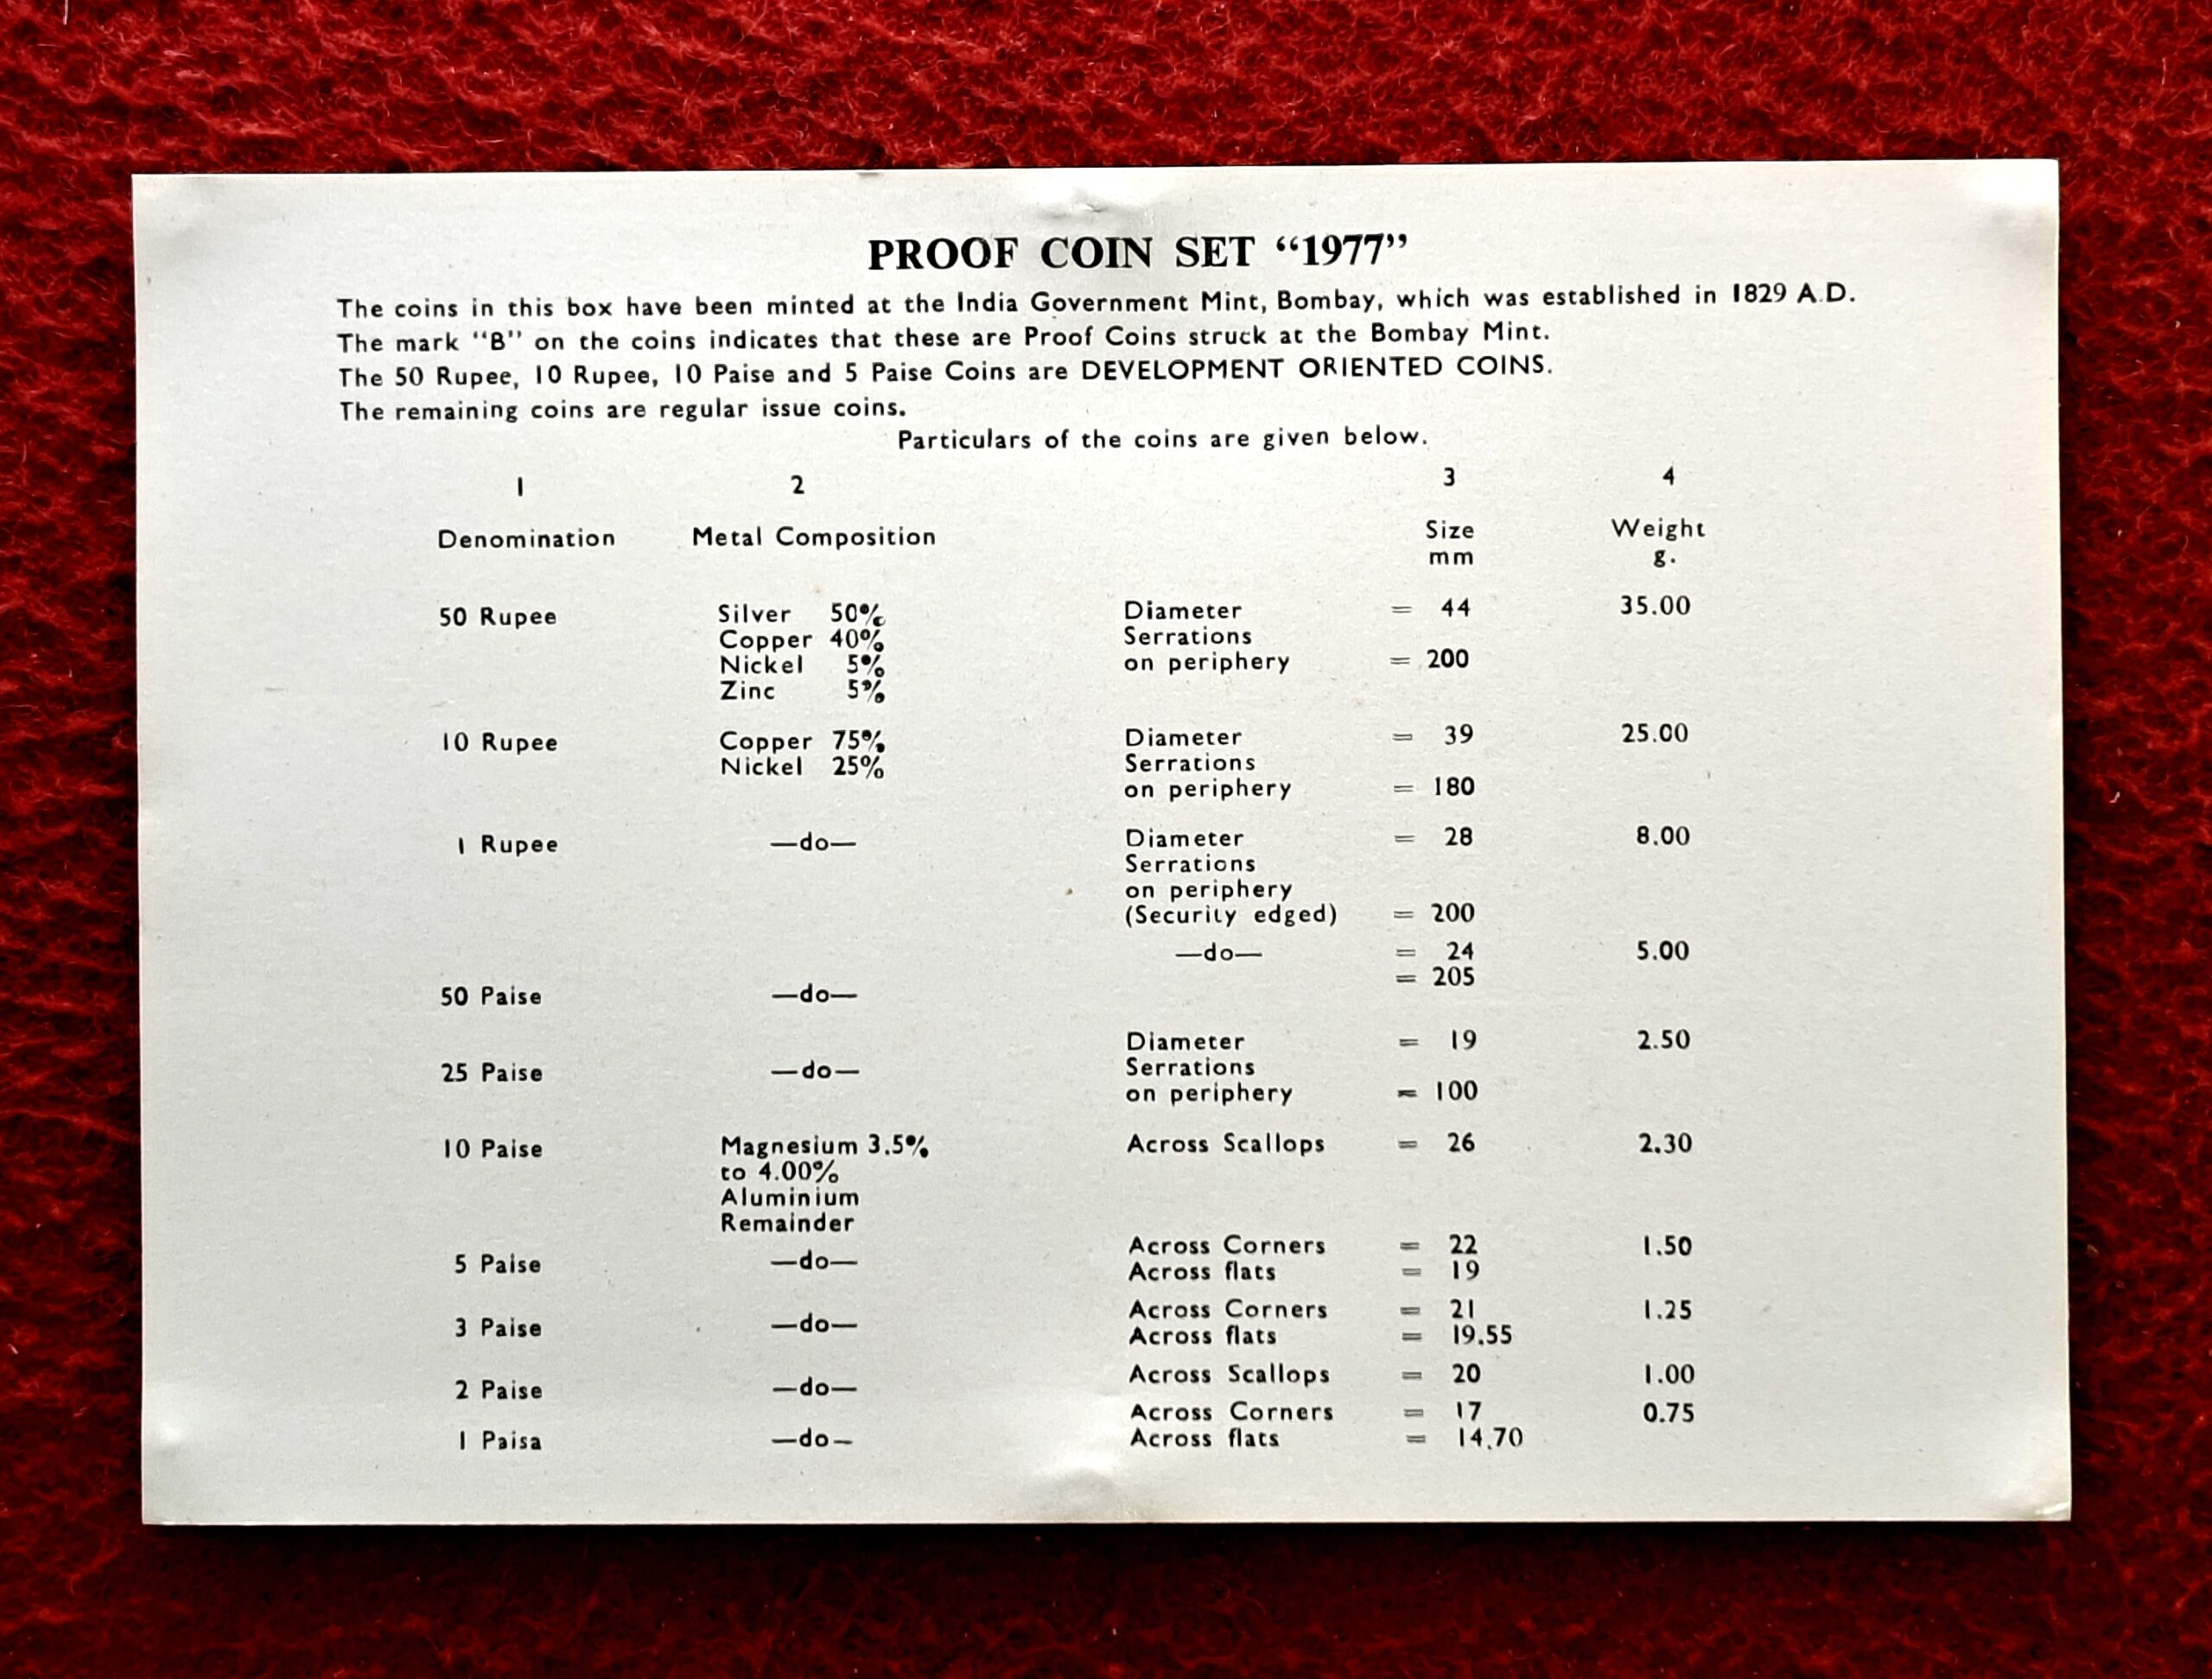 PROOF COIN SET “1977”
The coins in this box have been minted at the India Government Mint, Bombay, which was established in 1829 A.D.
The mark “B” on the coins indicates that these are Proof Coins struck at the Bombay Mint.
The 50 Rupee, 10 Rupee, 10 Paise and 5 Paise Coins are DEVELOPMENT ORIENTED COINS.
The remaining coins are regular issue coins.
Particulars of the coins are given below.
1 2 3 4
Denomination Metal Composition Size Weight
mm g.
50 Rupee Silver 50% Diameter = 44 35.00
Copper 40% Serrations
Nickel 5% on periphery = 200
Zinc 5%
10 Rupee Copper 75% Diameter = 39 25.00
Nickel 25% Serrations
on periphery = 180
1 Rupee —do— Diameter = 28 8.00
Serrations
on periphery
(Security edged) = 200
—do— = 24 5.00
= 205
50 Paise —do—
Diameter = 19 2.50
25 Paise —do— Serrations
on periphery = 100
10 Paise Magnesium 3.5% Across Scallops = 26 2.30
to 4.00%
Aluminium
Remainder
Across Corners = 22 1.50
5 Paise —do— Across flats = 19
Across Corners = 21 1.25
3 Paise —do— Across flats = 19.55
Across Scallops = 20 1.00
2 Paise —do—
Across Corners = 17 0.75
1 Paisa —do— Across flats = 14.70